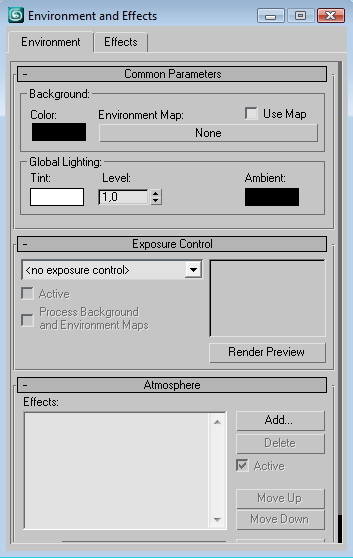 Environment and Effects
Environment Effects
Common Parameters
Background:
Color: Environment Map: Use Map
None
Global Lighting:
Tint: Level: Ambient:
1,0
Exposure Control
<no exposure control>
Active
Process Background
and Environment Maps
Render Preview
Atmosphere
Effects:
Add...
Delete
Active
Move Up
Move Down